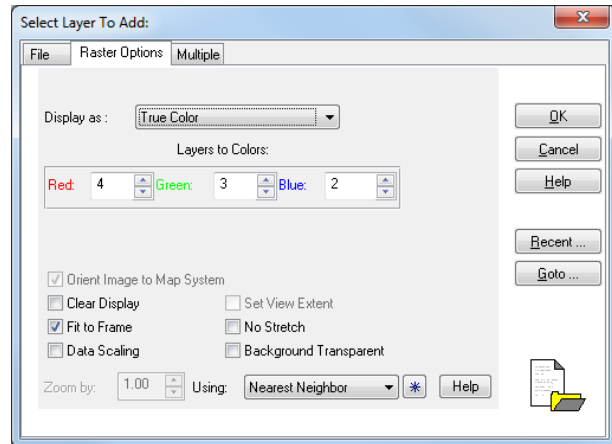 Select Layer To Add:
File Raster Options Multiple
Display as : True Color
Layers to Colors:
Red: 4 Green: 3 Blue: 2
Orient Image to Map System
Clear Display Set View Extent
Fit to Frame No Stretch
Data Scaling Background Transparent
Zoom by: 1.00 Using: Nearest Neighbor Help
OK
Cancel
Help
Recent ...
Goto ...